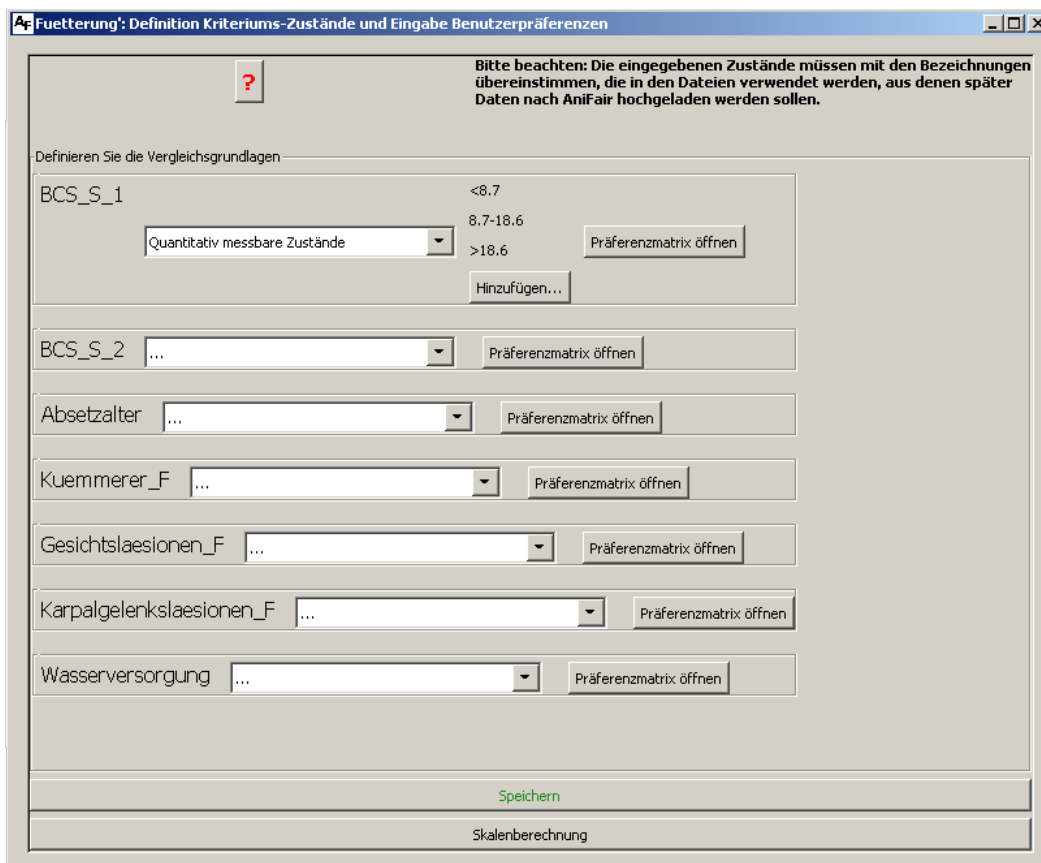 AF Fuetterung': Definition Kriteriums-Zustände und Eingabe Benutzerpräferenzen
?
Bitte beachten: Die eingegebenen Zustände müssen mit den Bezeichnungen
übereinstimmen, die in den Dateien verwendet werden, aus denen später
Daten nach AniFair hochgeladen werden sollen.
Definieren Sie die Vergleichsgrundlagen
BCS_S_1
<8.7
8.7-18.6
Quantitativ messbare Zustände
>18.6
Präferenzmatrix öffnen
Hinzufügen...
BCS_S_2 ... Präferenzmatrix öffnen
Absetzalter ... Präferenzmatrix öffnen
Kuemmerer_F ... Präferenzmatrix öffnen
Gesichtslaesionen_F ... Präferenzmatrix öffnen
Karpalgelenkslaesionen_F ... Präferenzmatrix öffnen
Wasserversorgung ... Präferenzmatrix öffnen
Speichern
Skalenberechnung